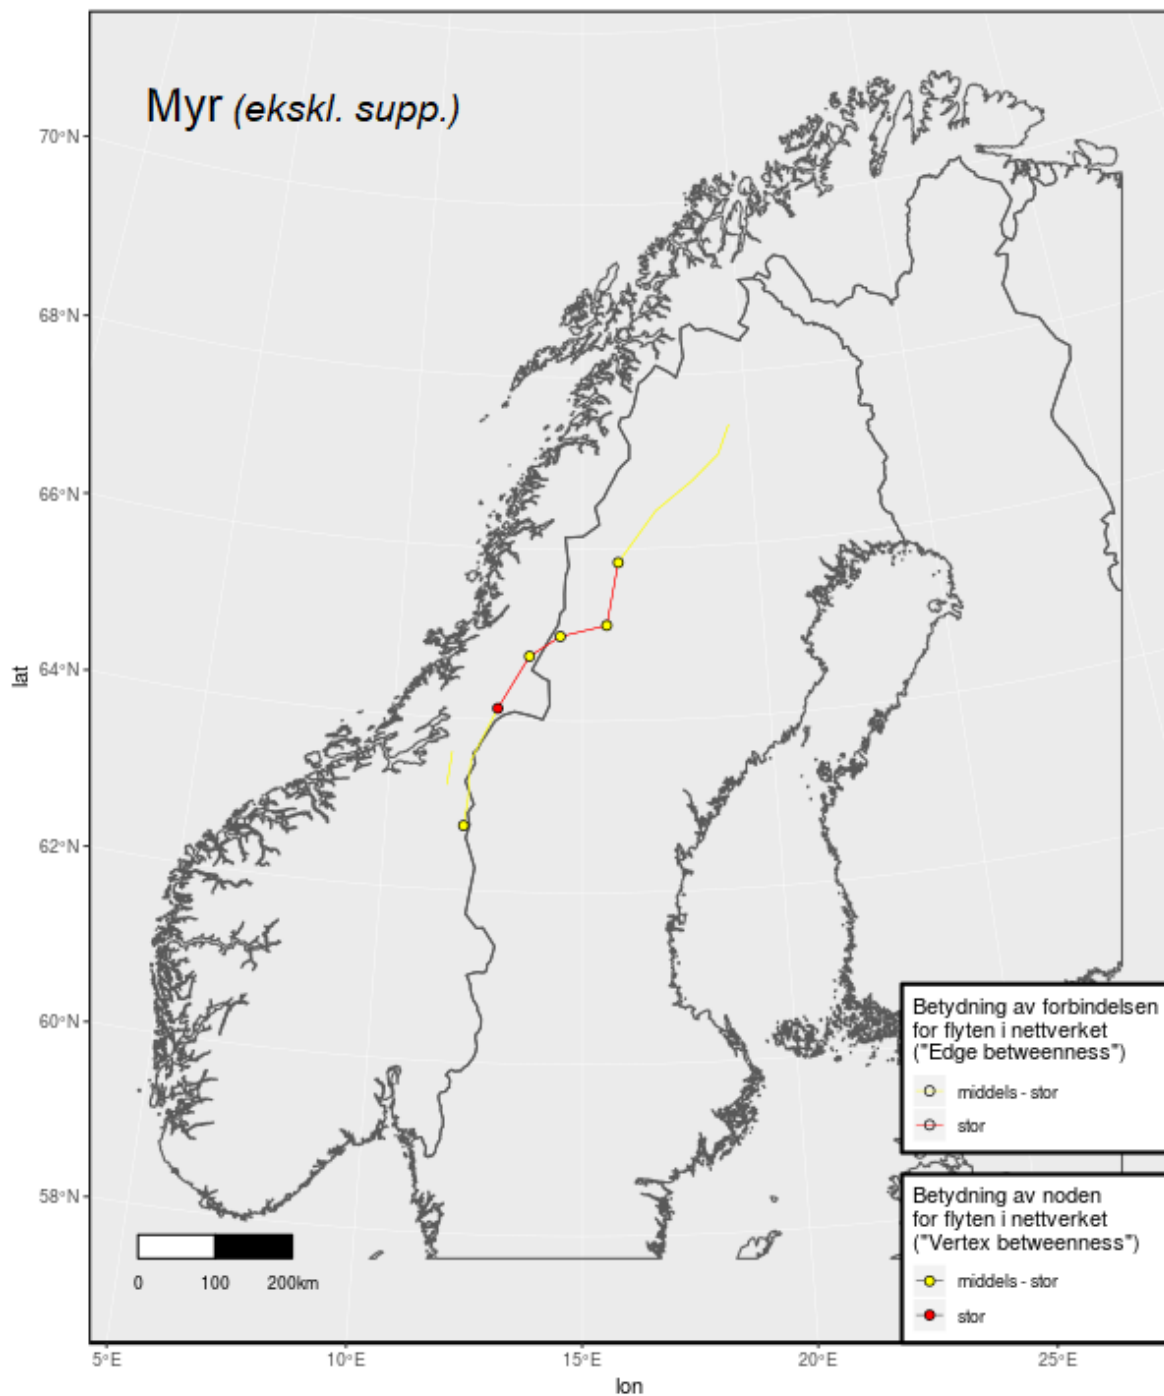 Myr (ekskl. supp.)
70°N
68°N
66°N
64°N
62°N
60°N
58°N
lat
Betydning av forbindelsen
for flyten i nettverket
("Edge betweenness")
middels - stor
stor
Betydning av noden
for flyten i nettverket
("Vertex betweenness")
middels - stor
stor
0 100 200km
5°E 10°E 15°E 20°E 25°E
lon